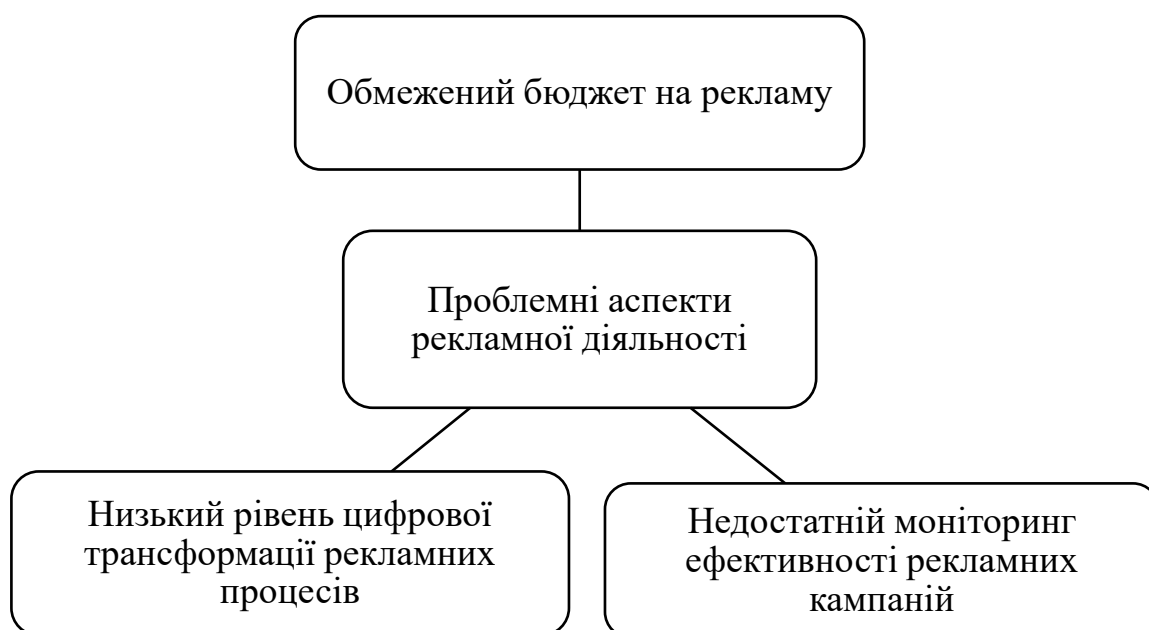 Обмежений бюджет на рекламу
Проблемні аспекти
рекламної діяльності
Низький рівень цифрової
трансформації рекламних
процесів
Недостатній моніторинг
ефективності рекламних
кампаній